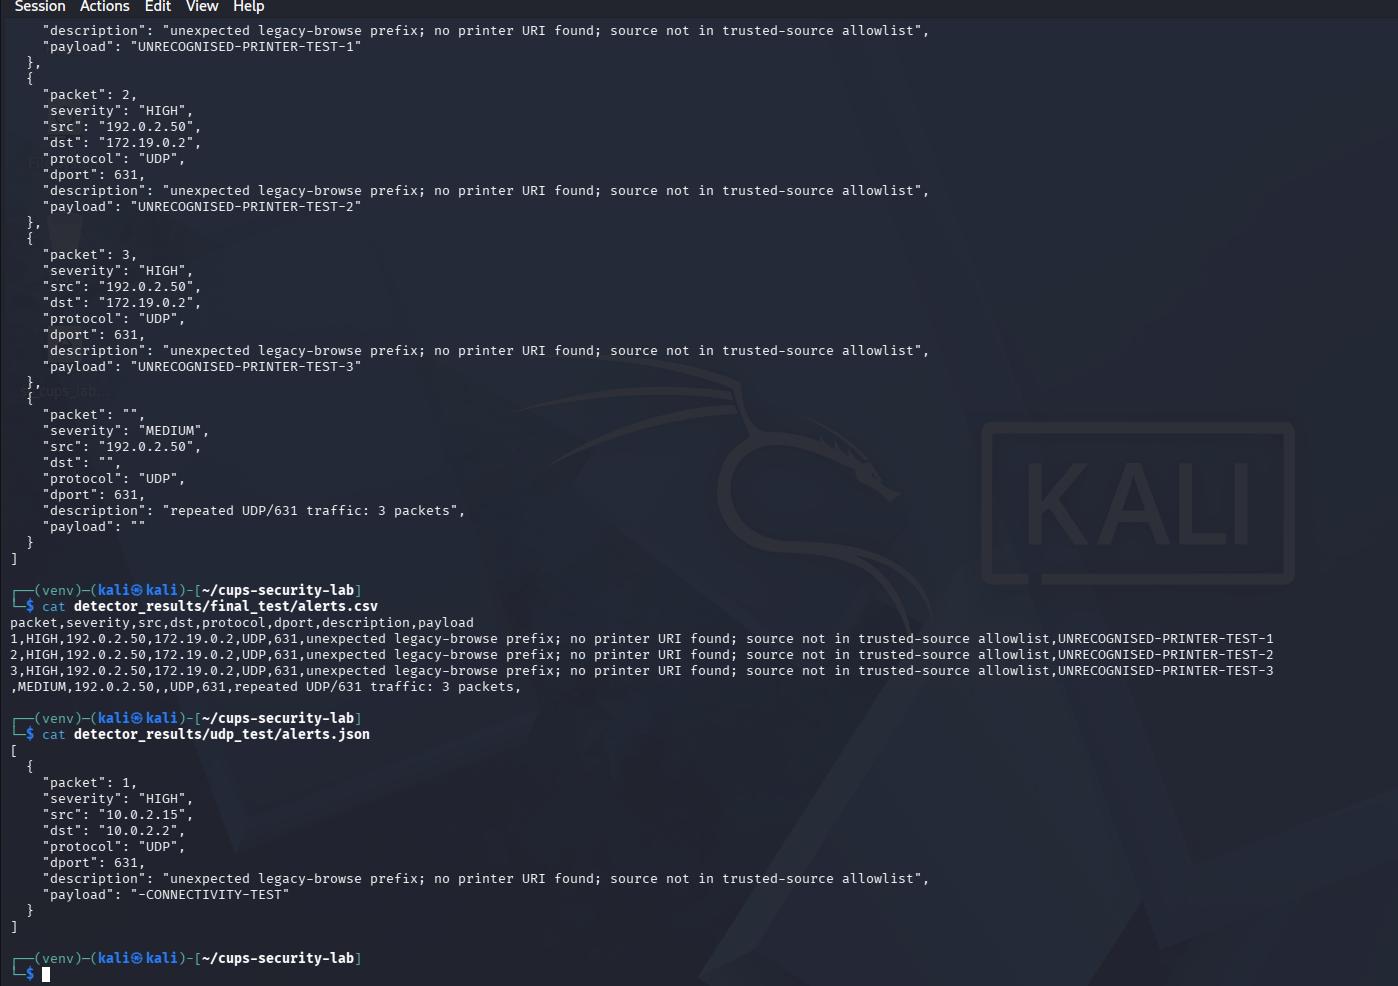 Session Actions Edit View Help
    "description": "unexpected legacy-browse prefix; no printer URI found; source not in trusted-source allowlist",
    "payload": "UNRECOGNISED-PRINTER-TEST-1"
  },
  {
    "packet": 2,
    "severity": "HIGH",
    "src": "192.0.2.50",
    "dst": "172.19.0.2",
    "protocol": "UDP",
    "dport": 631,
    "description": "unexpected legacy-browse prefix; no printer URI found; source not in trusted-source allowlist",
    "payload": "UNRECOGNISED-PRINTER-TEST-2"
  },
  {
    "packet": 3,
    "severity": "HIGH",
    "src": "192.0.2.50",
    "dst": "172.19.0.2",
    "protocol": "UDP",
    "dport": 631,
    "description": "unexpected legacy-browse prefix; no printer URI found; source not in trusted-source allowlist",
    "payload": "UNRECOGNISED-PRINTER-TEST-3"
  },
  {
    "packet": "",
    "severity": "MEDIUM",
    "src": "192.0.2.50",
    "dst": "",
    "protocol": "UDP",
    "dport": 631,
    "description": "repeated UDP/631 traffic: 3 packets",
    "payload": ""
  }
]
┌──(venv)─(kali㉿kali)-[~/cups-security-lab]
└─$ cat detector_results/final_test/alerts.csv
packet,severity,src,dst,protocol,dport,description,payload
1,HIGH,192.0.2.50,172.19.0.2,UDP,631,unexpected legacy-browse prefix; no printer URI found; source not in trusted-source allowlist,UNRECOGNISED-PRINTER-TEST-1
2,HIGH,192.0.2.50,172.19.0.2,UDP,631,unexpected legacy-browse prefix; no printer URI found; source not in trusted-source allowlist,UNRECOGNISED-PRINTER-TEST-2
3,HIGH,192.0.2.50,172.19.0.2,UDP,631,unexpected legacy-browse prefix; no printer URI found; source not in trusted-source allowlist,UNRECOGNISED-PRINTER-TEST-3
,MEDIUM,192.0.2.50,,UDP,631,repeated UDP/631 traffic: 3 packets,
┌──(venv)─(kali㉿kali)-[~/cups-security-lab]
└─$ cat detector_results/udp_test/alerts.json
[
  {
    "packet": 1,
    "severity": "HIGH",
    "src": "10.0.2.15",
    "dst": "10.0.2.2",
    "protocol": "UDP",
    "dport": 631,
    "description": "unexpected legacy-browse prefix; no printer URI found; source not in trusted-source allowlist",
    "payload": "-CONNECTIVITY-TEST"
  }
]
┌──(venv)─(kali㉿kali)-[~/cups-security-lab]
└─$
KALI